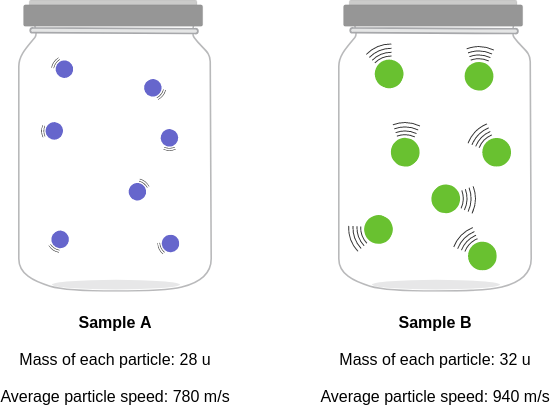 Sample A
Mass of each particle: 28 u
Average particle speed: 780 m/s
Sample B
Mass of each particle: 32 u
Average particle speed: 940 m/s